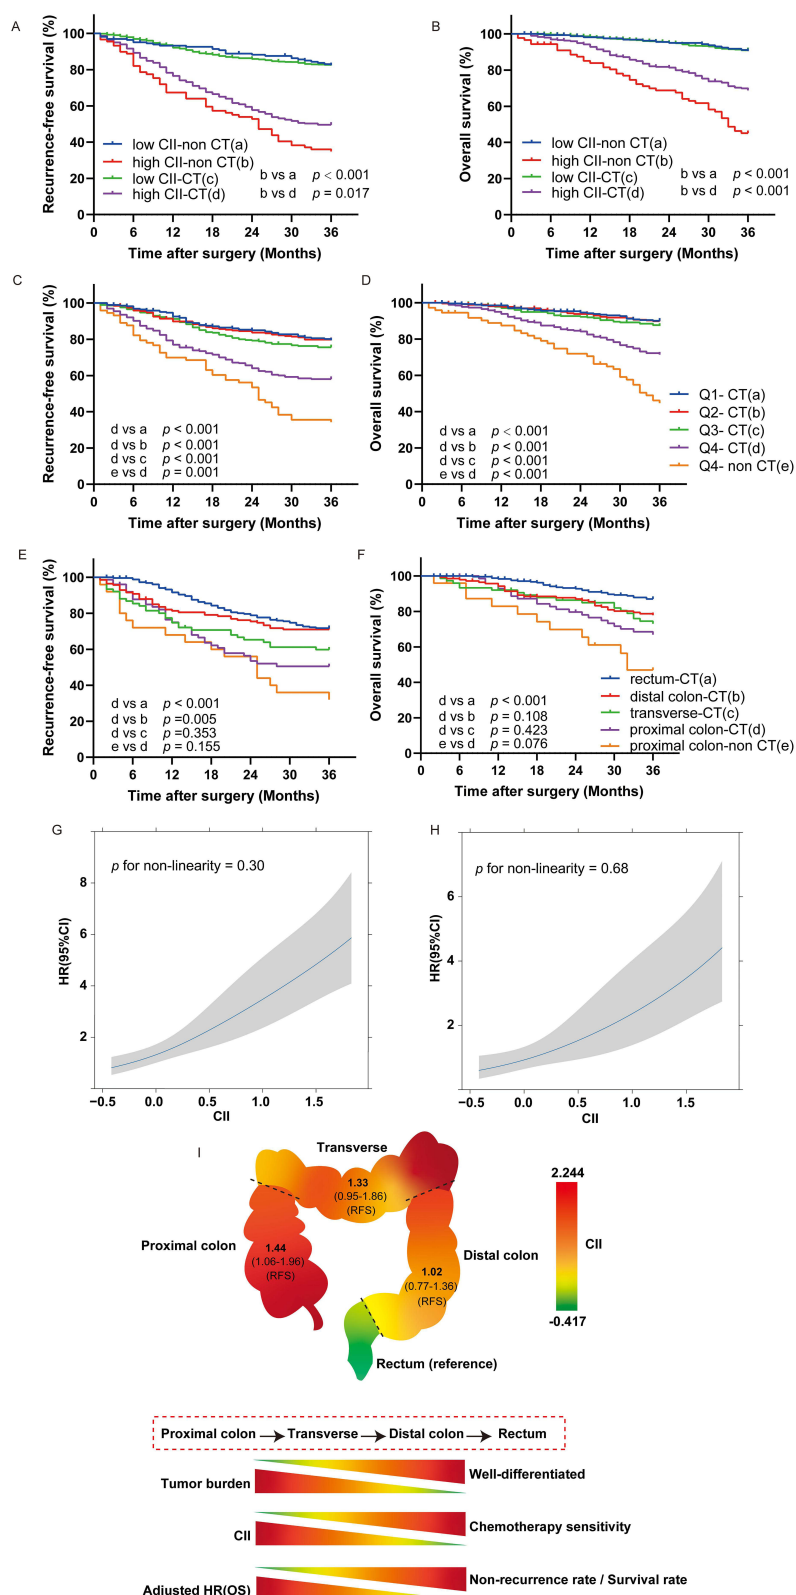 A
Recurrence-free survival (%)
100
80
60
40
20
0
low CII-non CT(a)
high CII-non CT(b)
low CII-CT(c)
high CII-CT(d)
b vs a p < 0.001
b vs d p = 0.017
0 6 12 18 24 30 36
Time after surgery (Months)
B
Overall survival (%)
100
80
60
40
20
0
low CII-non CT(a)
high CII-non CT(b)
low CII-CT(c)
high CII-CT(d)
b vs a p < 0.001
b vs d p < 0.001
0 6 12 18 24 30 36
Time after surgery (Months)
C
Recurrence-free survival (%)
100
80
60
40
20
0
d vs a p < 0.001
d vs b p < 0.001
d vs c p < 0.001
e vs d p = 0.001
0 6 12 18 24 30 36
Time after surgery (Months)
D
Overall survival (%)
100
80
60
40
20
0
d vs a p < 0.001
d vs b p < 0.001
d vs c p < 0.001
e vs d p < 0.001
Q1- CT(a)
Q2- CT(b)
Q3- CT(c)
Q4- CT(d)
Q4- non CT(e)
0 6 12 18 24 30 36
Time after surgery (Months)
E
Recurrence-free survival (%)
100
80
60
40
20
0
d vs a p < 0.001
d vs b p =0.005
d vs c p =0.353
e vs d p = 0.155
0 6 12 18 24 30 36
Time after surgery (Months)
F
Overall survival (%)
100
80
60
40
20
0
d vs a p < 0.001
d vs b p = 0.108
d vs c p = 0.423
e vs d p = 0.076
rectum-CT(a)
distal colon-CT(b)
transverse-CT(c)
proximal colon-CT(d)
proximal colon-non CT(e)
0 6 12 18 24 30 36
Time after surgery (Months)
G
p for non-linearity = 0.30
HR(95%CI)
8
6
4
2
−0.5 0.0 0.5 1.0 1.5
CII
H
p for non-linearity = 0.68
HR(95%CI)
6
4
2
−0.5 0.0 0.5 1.0 1.5
CII
I
Transverse
1.33
(0.95-1.86)
(RFS)
Proximal colon
1.44
(1.06-1.96)
(RFS)
Distal colon
1.02
(0.77-1.36)
(RFS)
Rectum (reference)
2.244
CII
-0.417
Proximal colon Transverse Distal colon Rectum
Tumor burden
Well-differentiated
CII
Chemotherapy sensitivity
Adjusted HR(OS)
Non-recurrence rate / Survival rate